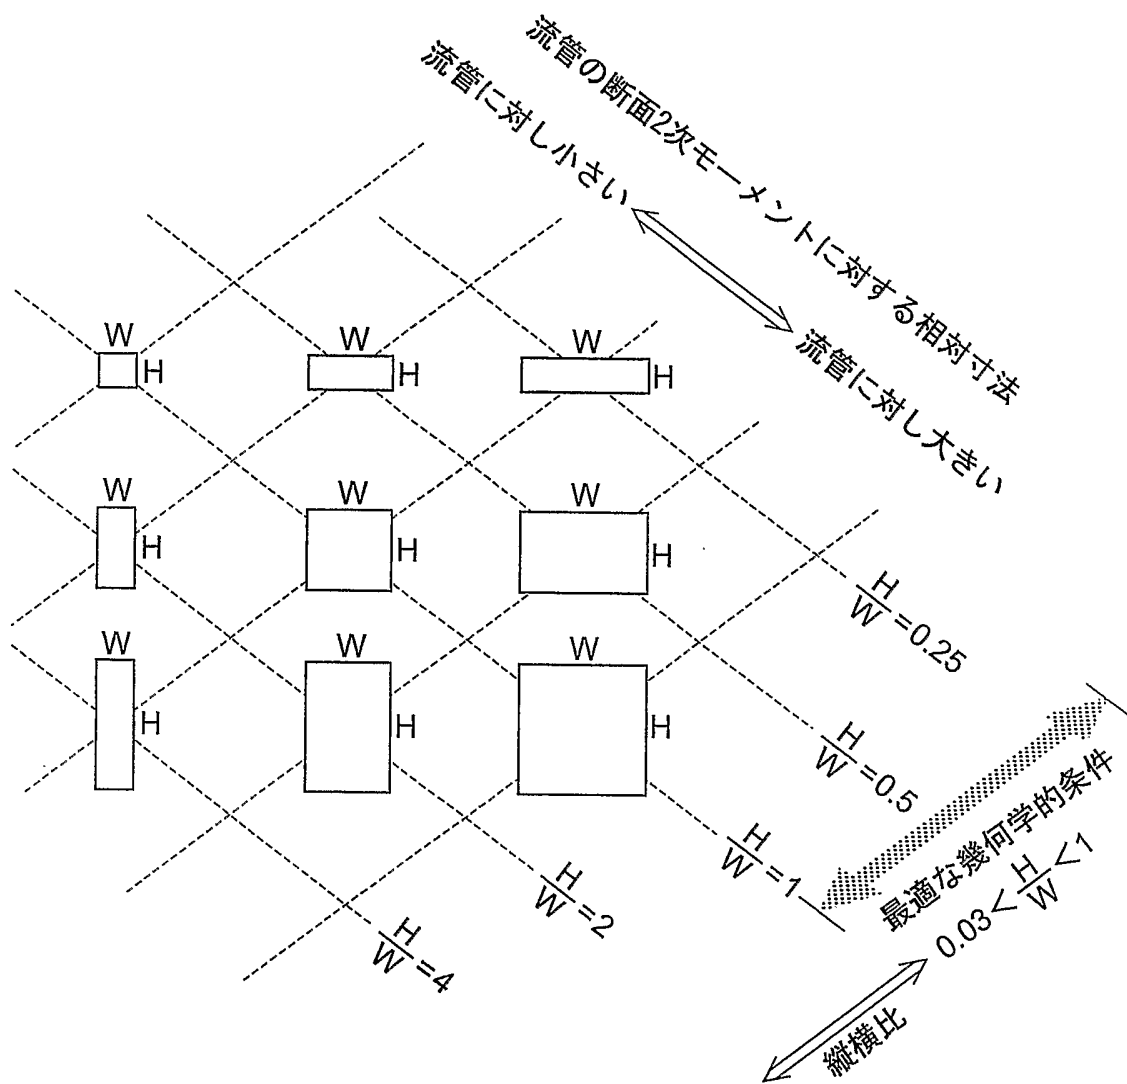 流管の断面2次モーメントに対する相対寸法
流管に対し小さい
流管に対し大きい
W
H
W
H
W
H
W
H
W
H
W
H
W
H
W
H
W
H
H/W=0.25
H/W=0.5
H/W=1
H/W=2
H/W=4
最適な幾何学的条件
0.03<H/W<1
縦横比